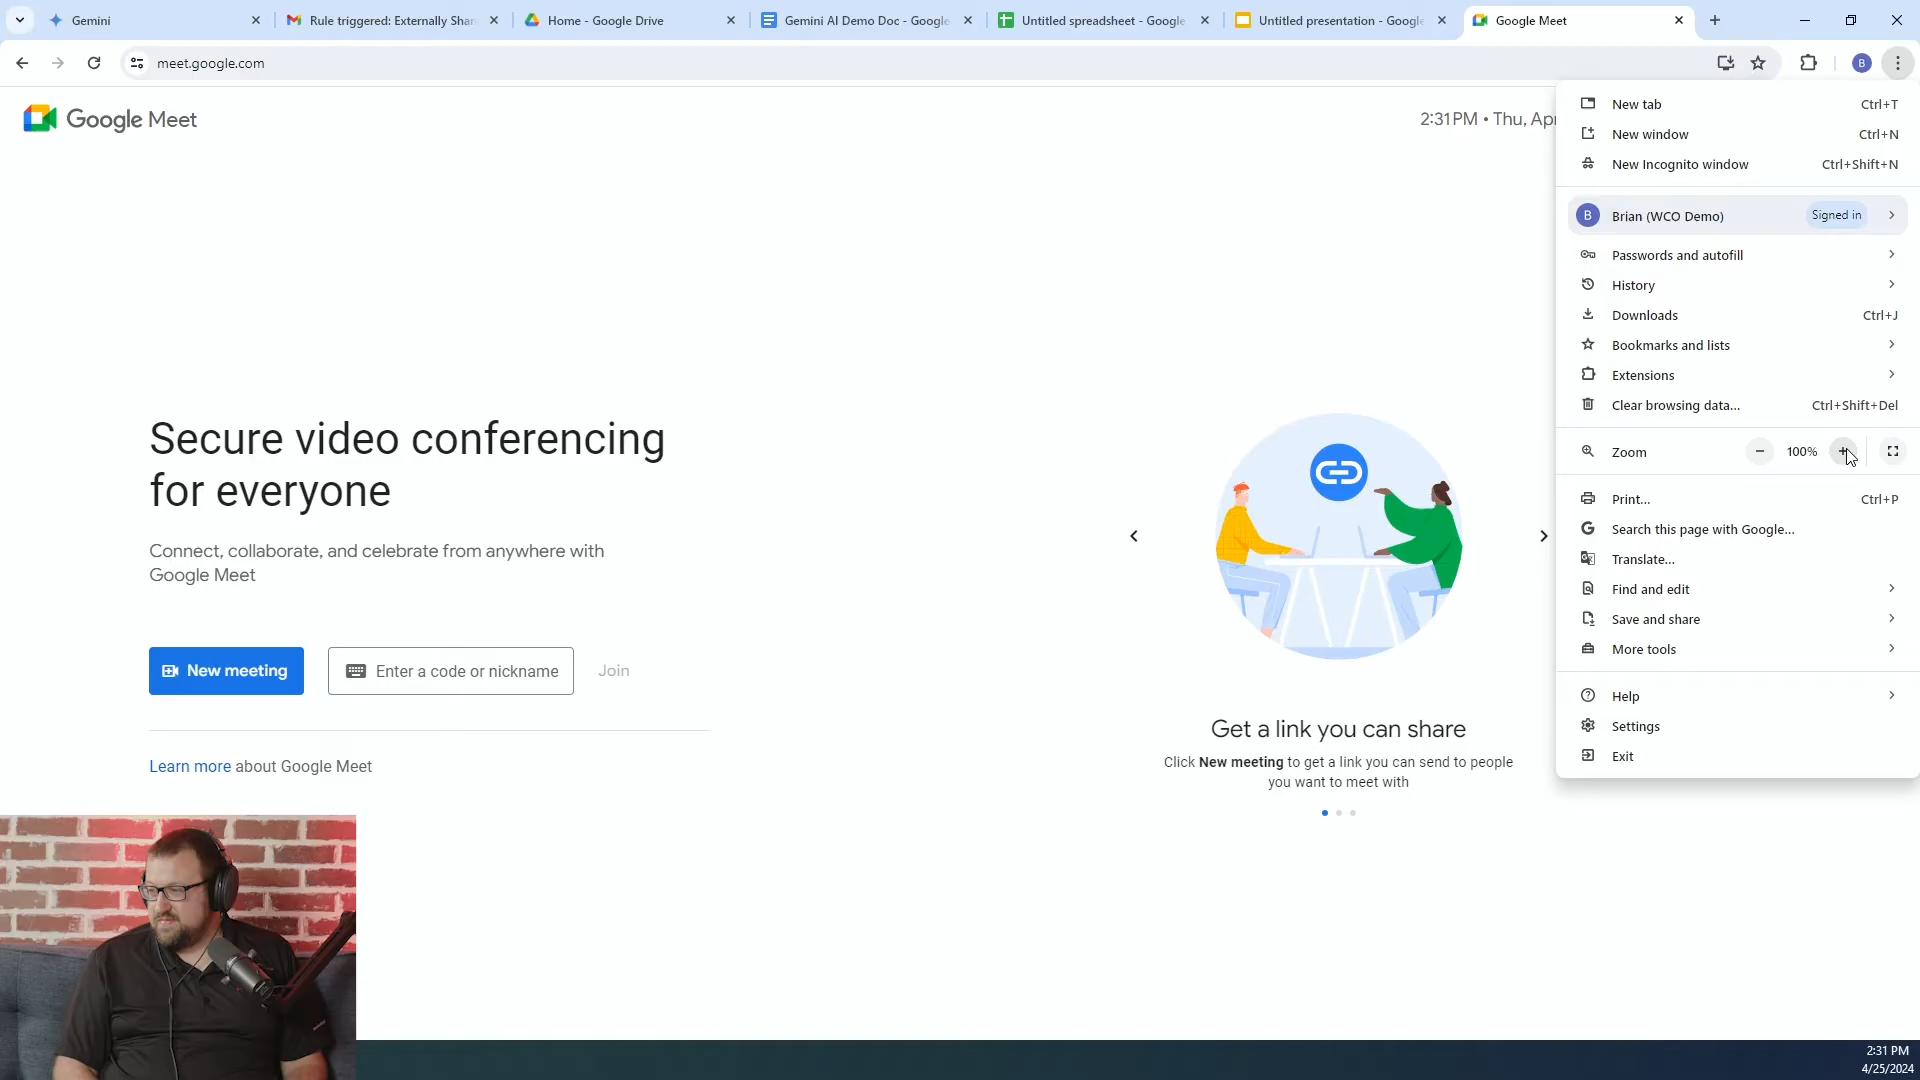 Gemini
Rule triggered: Externally Shar
Home - Google Drive
Gemini AI Demo Doc - Google
Untitled spreadsheet - Google
Untitled presentation - Google
Google Meet
meet.google.com
B
Google Meet
2:31 PM • Thu, Apr
New tab Ctrl+T
New window Ctrl+N
New Incognito window Ctrl+Shift+N
B Brian (WCO Demo) Signed in
Passwords and autofill
History
Downloads Ctrl+J
Bookmarks and lists
Extensions
Clear browsing data... Ctrl+Shift+Del
Zoom − 100% +
Print... Ctrl+P
Search this page with Google...
Translate...
Find and edit
Save and share
More tools
Help
Settings
Exit
Secure video conferencing
for everyone
Connect, collaborate, and celebrate from anywhere with
Google Meet
New meeting
Enter a code or nickname
Join
Learn more about Google Meet
Get a link you can share
Click New meeting to get a link you can send to people
you want to meet with
2:31 PM
4/25/2024